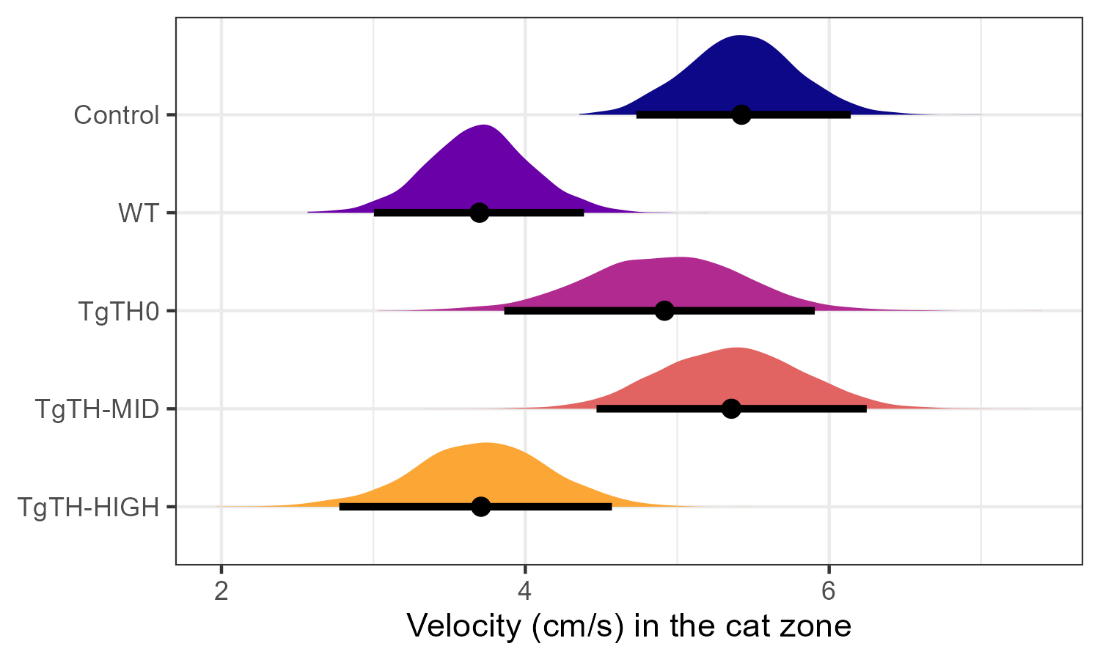 Control
WT
TgTH0
TgTH-MID
TgTH-HIGH
2 4 6
Velocity (cm/s) in the cat zone